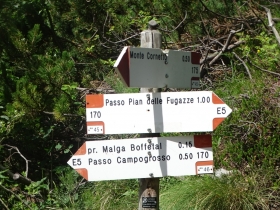 Monte Cornetto
Passo Pian delle Fugazze 1.00
E5
170
pr. Malga Boffetal 0.15
170
E5
Passo Campogrosso 0.50